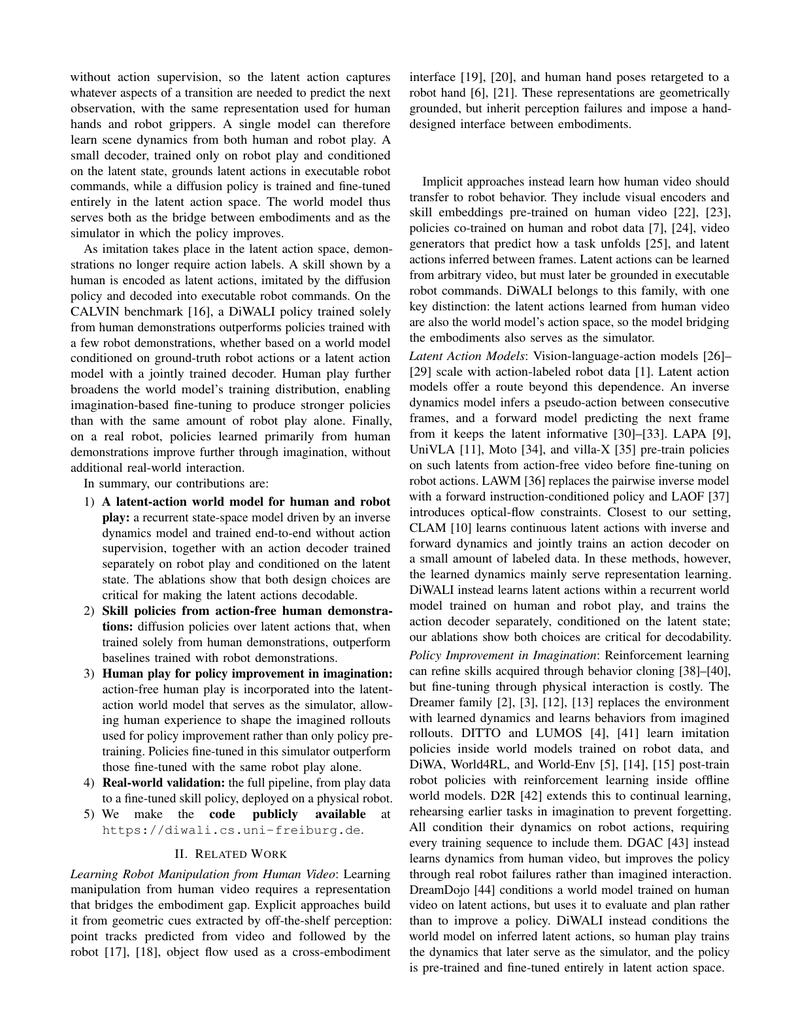 without action supervision, so the latent action captures
whatever aspects of a transition are needed to predict the next
observation, with the same representation used for human
hands and robot grippers. A single model can therefore
learn scene dynamics from both human and robot play. A
small decoder, trained only on robot play and conditioned
on the latent state, grounds latent actions in executable robot
commands, while a diffusion policy is trained and fine-tuned
entirely in the latent action space. The world model thus
serves both as the bridge between embodiments and as the
simulator in which the policy improves.
As imitation takes place in the latent action space, demon-
strations no longer require action labels. A skill shown by a
human is encoded as latent actions, imitated by the diffusion
policy and decoded into executable robot commands. On the
CALVIN benchmark [16], a DiWALI policy trained solely
from human demonstrations outperforms policies trained with
a few robot demonstrations, whether based on a world model
conditioned on ground-truth robot actions or a latent action
model with a jointly trained decoder. Human play further
broadens the world model's training distribution, enabling
imagination-based fine-tuning to produce stronger policies
than with the same amount of robot play alone. Finally,
on a real robot, policies learned primarily from human
demonstrations improve further through imagination, without
additional real-world interaction.
In summary, our contributions are:
1) A latent-action world model for human and robot
play: a recurrent state-space model driven by an inverse
dynamics model and trained end-to-end without action
supervision, together with an action decoder trained
separately on robot play and conditioned on the latent
state. The ablations show that both design choices are
critical for making the latent actions decodable.
2) Skill policies from action-free human demonstra-
tions: diffusion policies over latent actions that, when
trained solely from human demonstrations, outperform
baselines trained with robot demonstrations.
3) Human play for policy improvement in imagination:
action-free human play is incorporated into the latent-
action world model that serves as the simulator, allow-
ing human experience to shape the imagined rollouts
used for policy improvement rather than only policy pre-
training. Policies fine-tuned in this simulator outperform
those fine-tuned with the same robot play alone.
4) Real-world validation: the full pipeline, from play data
to a fine-tuned skill policy, deployed on a physical robot.
5) We make the code publicly available at
https://diwali.cs.uni-freiburg.de.
II. RELATED WORK
Learning Robot Manipulation from Human Video: Learning
manipulation from human video requires a representation
that bridges the embodiment gap. Explicit approaches build
it from geometric cues extracted by off-the-shelf perception:
point tracks predicted from video and followed by the
robot [17], [18], object flow used as a cross-embodiment
interface [19], [20], and human hand poses retargeted to a
robot hand [6], [21]. These representations are geometrically
grounded, but inherit perception failures and impose a hand-
designed interface between embodiments.
Implicit approaches instead learn how human video should
transfer to robot behavior. They include visual encoders and
skill embeddings pre-trained on human video [22], [23],
policies co-trained on human and robot data [7], [24], video
generators that predict how a task unfolds [25], and latent
actions inferred between frames. Latent actions can be learned
from arbitrary video, but must later be grounded in executable
robot commands. DiWALI belongs to this family, with one
key distinction: the latent actions learned from human video
are also the world model's action space, so the model bridging
the embodiments also serves as the simulator.
Latent Action Models: Vision-language-action models [26]–
[29] scale with action-labeled robot data [1]. Latent action
models offer a route beyond this dependence. An inverse
dynamics model infers a pseudo-action between consecutive
frames, and a forward model predicting the next frame
from it keeps the latent informative [30]–[33]. LAPA [9],
UniVLA [11], Moto [34], and villa-X [35] pre-train policies
on such latents from action-free video before fine-tuning on
robot actions. LAWM [36] replaces the pairwise inverse model
with a forward instruction-conditioned policy and LAOF [37]
introduces optical-flow constraints. Closest to our setting,
CLAM [10] learns continuous latent actions with inverse and
forward dynamics and jointly trains an action decoder on
a small amount of labeled data. In these methods, however,
the learned dynamics mainly serve representation learning.
DiWALI instead learns latent actions within a recurrent world
model trained on human and robot play, and trains the
action decoder separately, conditioned on the latent state;
our ablations show both choices are critical for decodability.
Policy Improvement in Imagination: Reinforcement learning
can refine skills acquired through behavior cloning [38]–[40],
but fine-tuning through physical interaction is costly. The
Dreamer family [2], [3], [12], [13] replaces the environment
with learned dynamics and learns behaviors from imagined
rollouts. DITTO and LUMOS [4], [41] learn imitation
policies inside world models trained on robot data, and
DiWA, World4RL, and World-Env [5], [14], [15] post-train
robot policies with reinforcement learning inside offline
world models. D2R [42] extends this to continual learning,
rehearsing earlier tasks in imagination to prevent forgetting.
All condition their dynamics on robot actions, requiring
every training sequence to include them. DGAC [43] instead
learns dynamics from human video, but improves the policy
through real robot failures rather than imagined interaction.
DreamDojo [44] conditions a world model trained on human
video on latent actions, but uses it to evaluate and plan rather
than to improve a policy. DiWALI instead conditions the
world model on inferred latent actions, so human play trains
the dynamics that later serve as the simulator, and the policy
is pre-trained and fine-tuned entirely in latent action space.